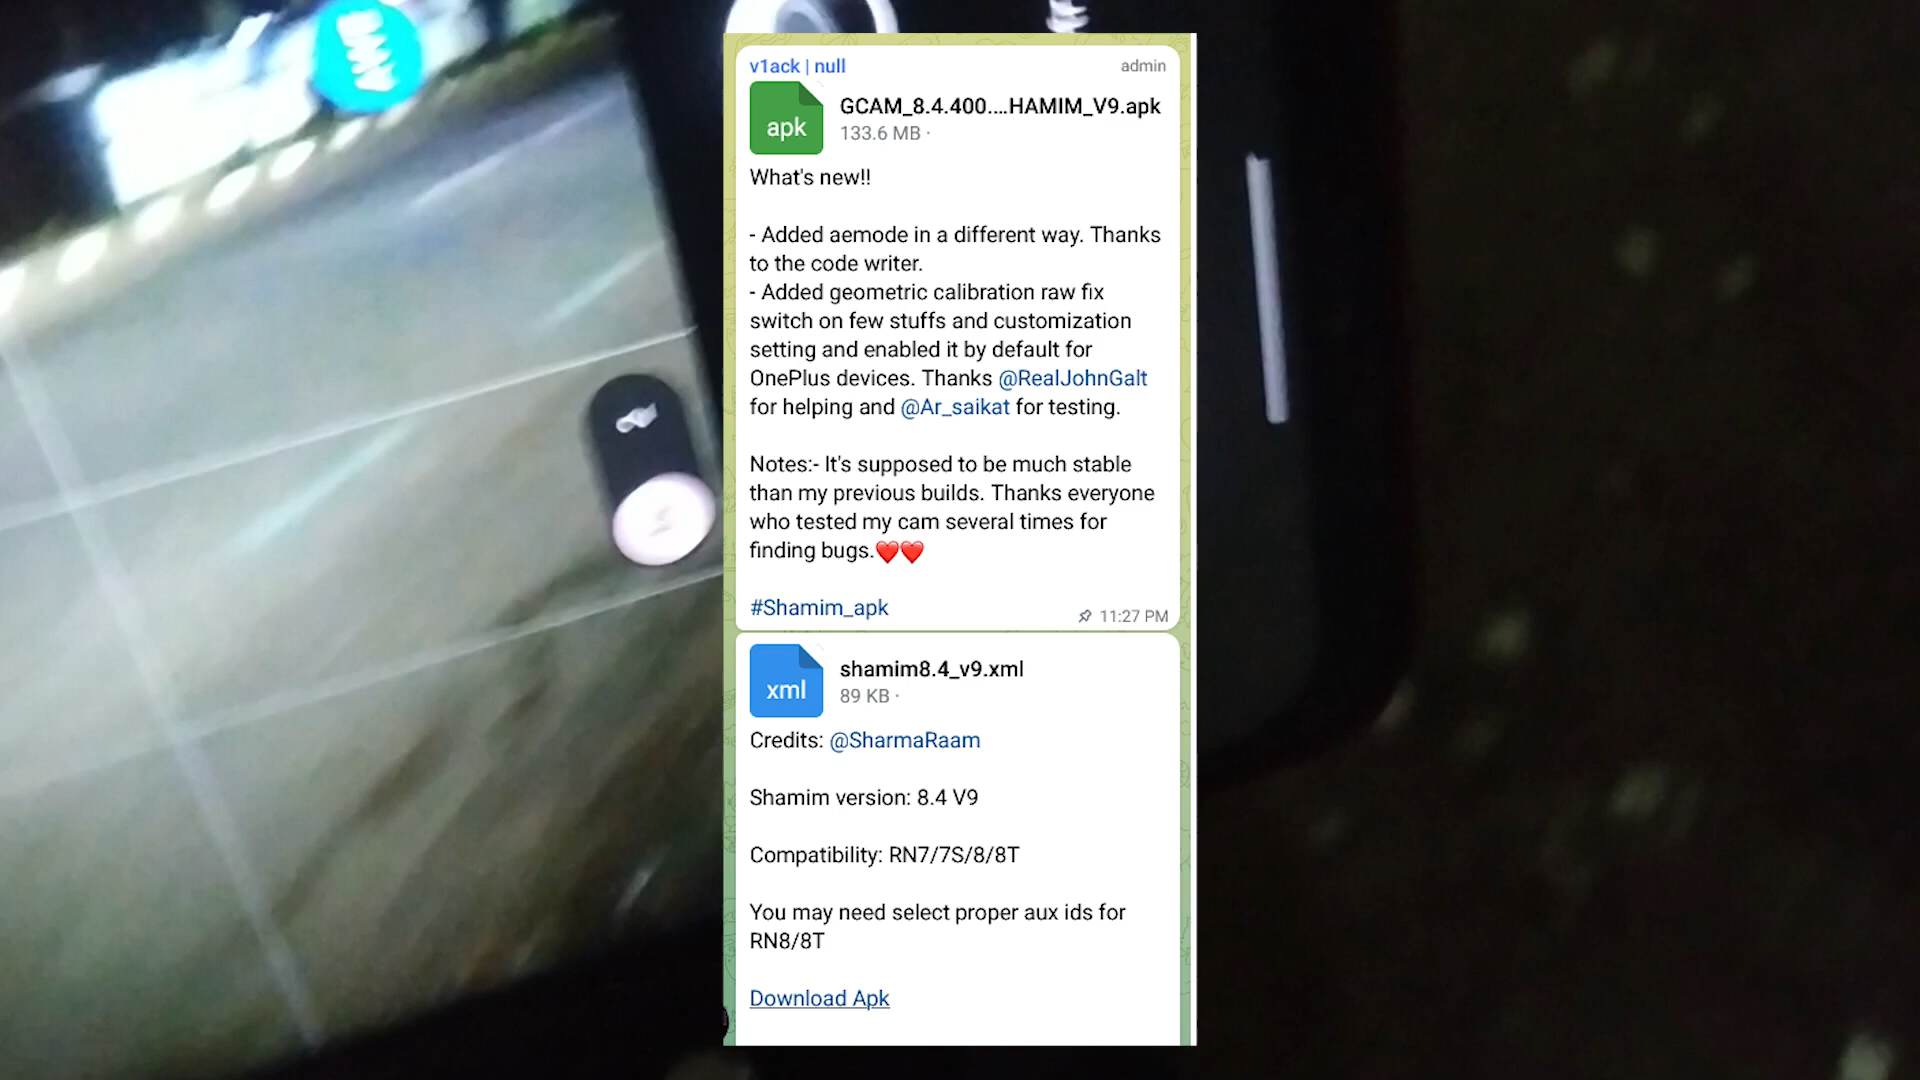 v1ack | null
admin
apk
GCAM_8.4.400....HAMIM_V9.apk
133.6 MB ·
What's new!!
- Added aemode in a different way. Thanks
to the code writer.
- Added geometric calibration raw fix
switch on few stuffs and customization
setting and enabled it by default for
OnePlus devices. Thanks @RealJohnGalt
for helping and @Ar_saikat for testing.
Notes:- It's supposed to be much stable
than my previous builds. Thanks everyone
who tested my cam several times for
finding bugs.❤️❤️
#Shamim_apk
11:27 PM
xml
shamim8.4_v9.xml
89 KB ·
Credits: @SharmaRaam
Shamim version: 8.4 V9
Compatibility: RN7/7S/8/8T
You may need select proper aux ids for
RN8/8T
Download Apk